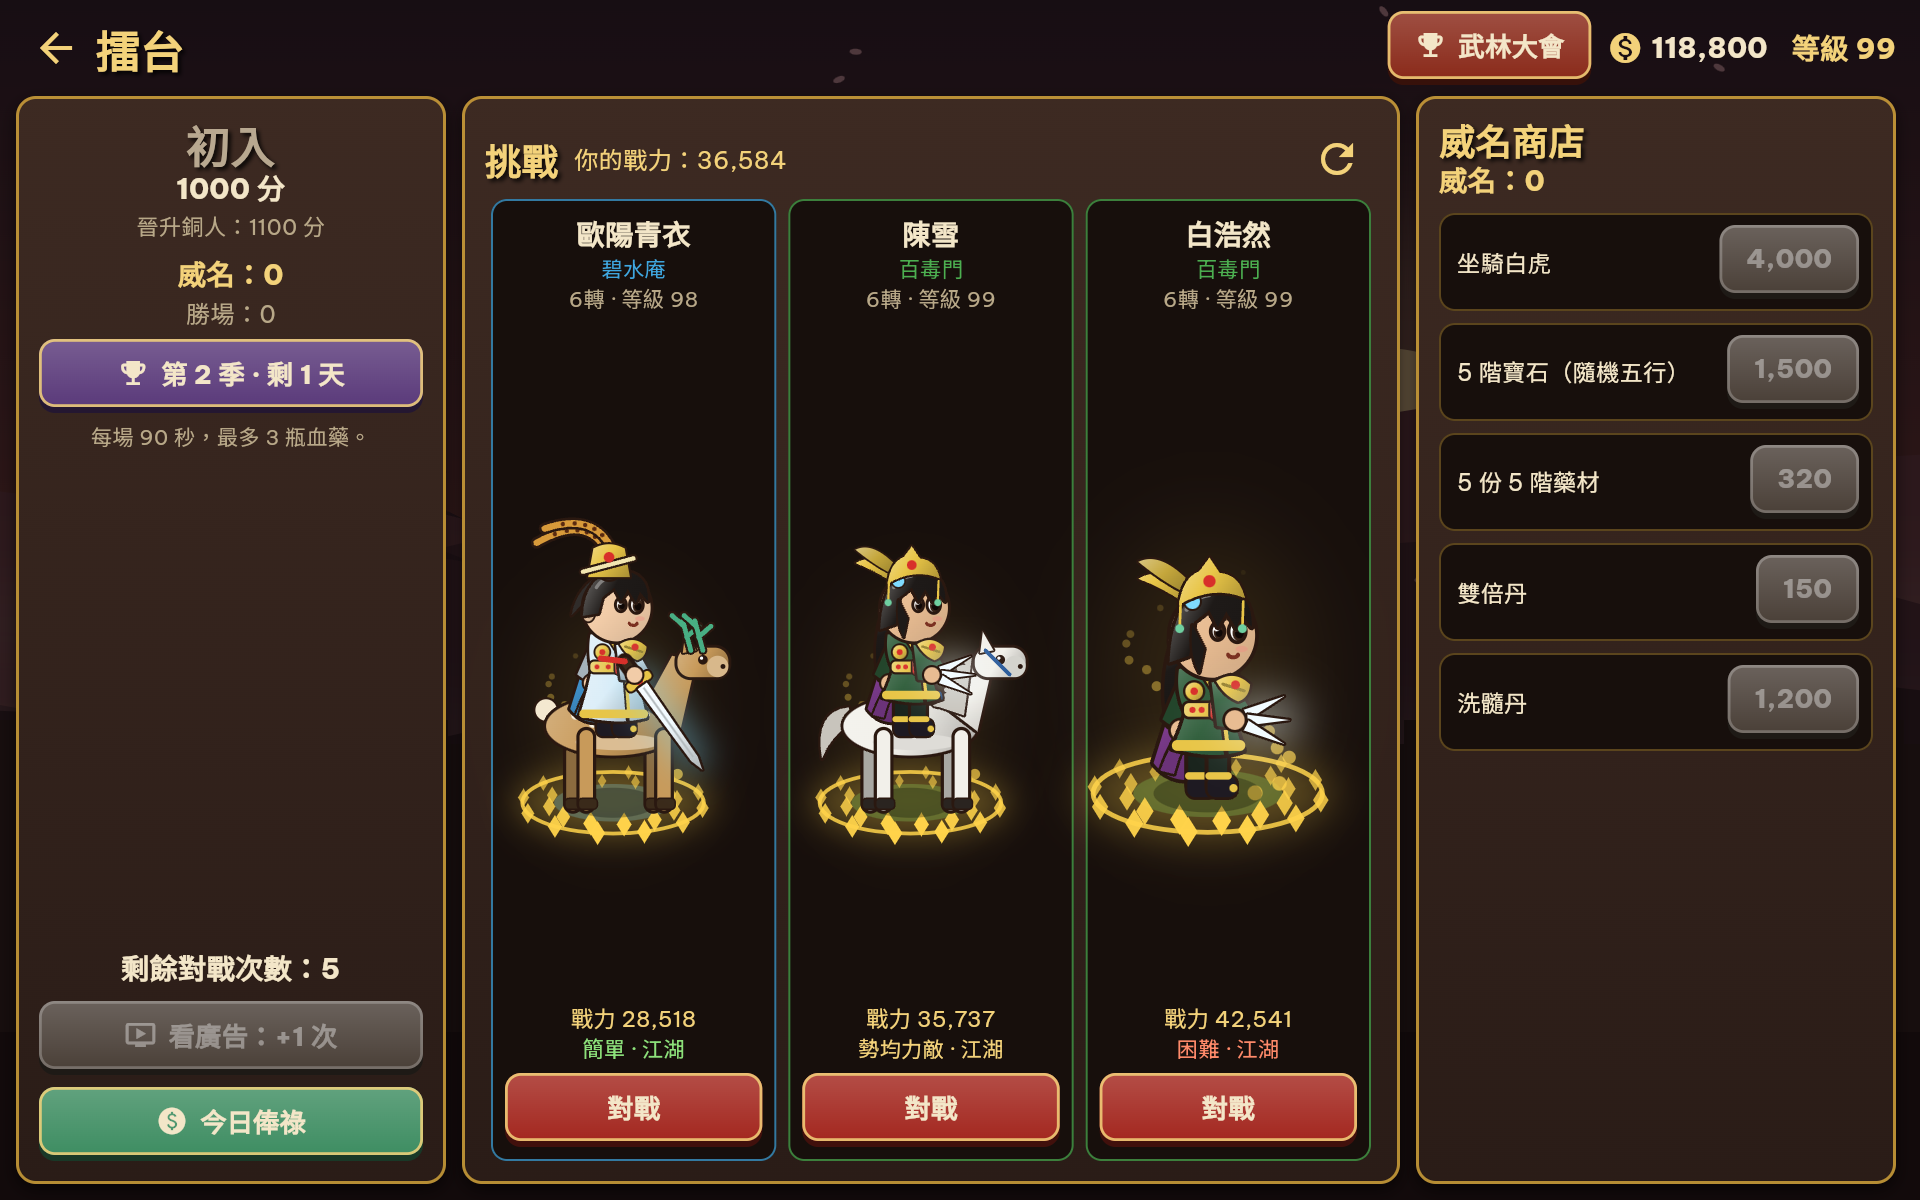 擂台
武林大會
118,800
等級 99
初入
1000 分
晉升銅人：1100 分
威名：0
勝場：0
第 2 季 · 剩 1 天
每場 90 秒，最多 3 瓶血藥。
剩餘對戰次數：5
看廣告：+1 次
今日俸祿
挑戰 你的戰力：36,584
歐陽青衣
碧水庵
6轉 · 等級 98
戰力 28,518
簡單 · 江湖
對戰
陳雪
百毒門
6轉 · 等級 99
戰力 35,737
勢均力敵 · 江湖
對戰
白浩然
百毒門
6轉 · 等級 99
戰力 42,541
困難 · 江湖
對戰
威名商店
威名：0
坐騎白虎 4,000
5 階寶石（隨機五行） 1,500
5 份 5 階藥材 320
雙倍丹 150
洗髓丹 1,200